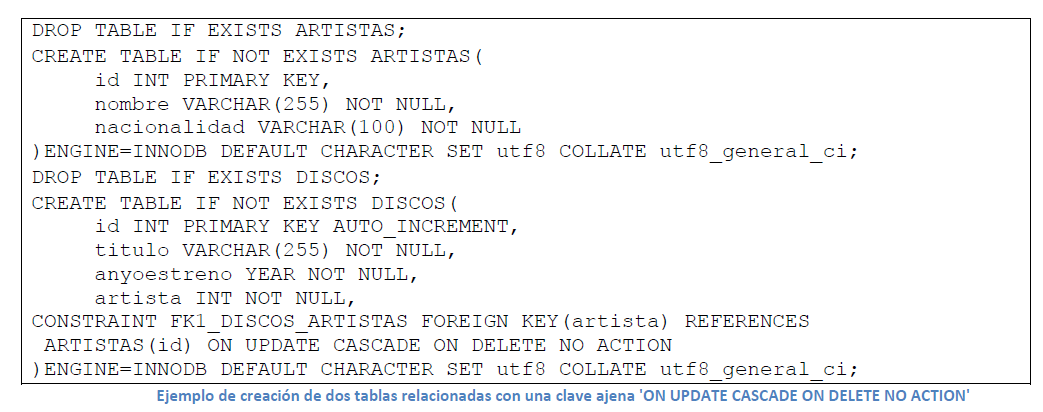 DROP TABLE IF EXISTS ARTISTAS;
CREATE TABLE IF NOT EXISTS ARTISTAS(
id INT PRIMARY KEY,
nombre VARCHAR(255) NOT NULL,
nacionalidad VARCHAR(100) NOT NULL
)ENGINE=INNODB DEFAULT CHARACTER SET utf8 COLLATE utf8_general_ci;
DROP TABLE IF EXISTS DISCOS;
CREATE TABLE IF NOT EXISTS DISCOS(
id INT PRIMARY KEY AUTO_INCREMENT,
titulo VARCHAR(255) NOT NULL,
anyoestreno YEAR NOT NULL,
artista INT NOT NULL,
CONSTRAINT FK1_DISCOS_ARTISTAS FOREIGN KEY(artista) REFERENCES
ARTISTAS(id) ON UPDATE CASCADE ON DELETE NO ACTION
)ENGINE=INNODB DEFAULT CHARACTER SET utf8 COLLATE utf8_general_ci;
Ejemplo de creación de dos tablas relacionadas con una clave ajena 'ON UPDATE CASCADE ON DELETE NO ACTION'